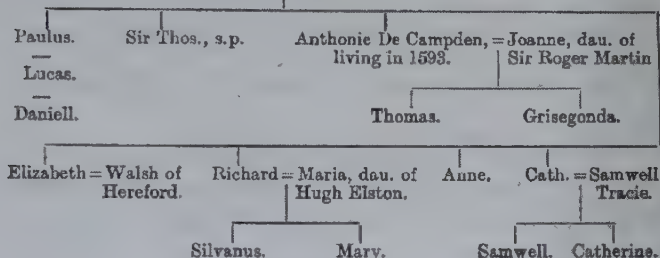 Paulus. Sir Thos., s.p. Anthonie De Campden, = Joanne, dau. of
living in 1593. Sir Roger Martin
Lucas.
Daniell. Thomas. Grisegonda.
Elizabeth = Walsh of Richard = Maria, dau. of Anne. Cath. = Samwell
Hereford. Hugh Elston. Tracie.
Silvanus. Mary. Samwell. Catherine.